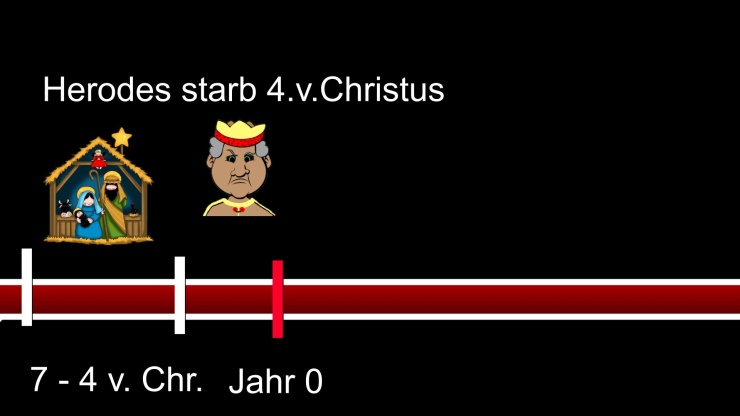 Herodes starb 4.v.Christus
7 - 4 v. Chr.
Jahr 0